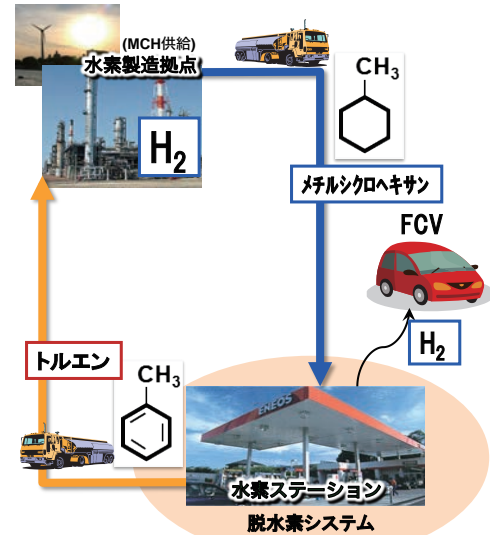 (MCH供給)
水素製造拠点
H2
CH3
メチルシクロヘキサン
FCV
H2
トルエン
CH3
ENEOS
水素ステーション
脱水素システム